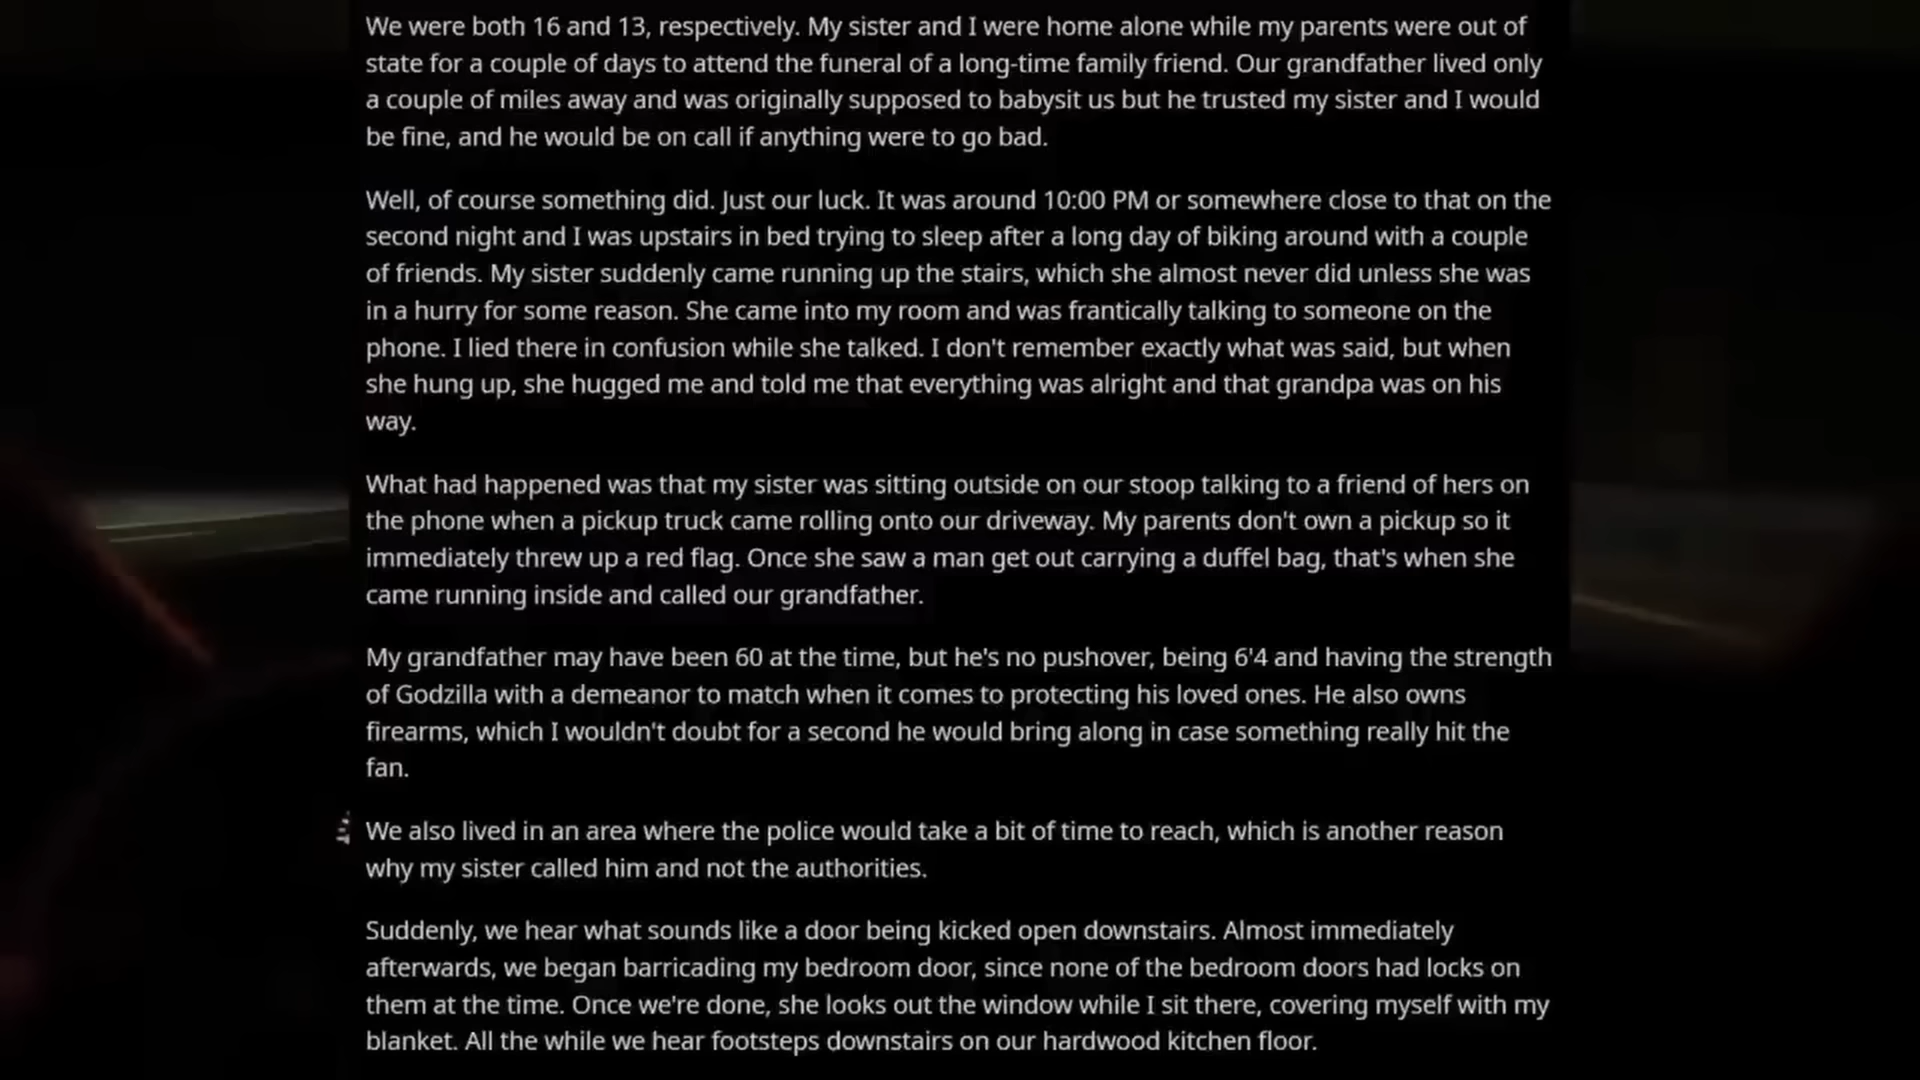 We were both 16 and 13, respectively. My sister and I were home alone while my parents were out of
state for a couple of days to attend the funeral of a long-time family friend. Our grandfather lived only
a couple of miles away and was originally supposed to babysit us but he trusted my sister and I would
be fine, and he would be on call if anything were to go bad.
Well, of course something did. Just our luck. It was around 10:00 PM or somewhere close to that on the
second night and I was upstairs in bed trying to sleep after a long day of biking around with a couple
of friends. My sister suddenly came running up the stairs, which she almost never did unless she was
in a hurry for some reason. She came into my room and was frantically talking to someone on the
phone. I lied there in confusion while she talked. I don't remember exactly what was said, but when
she hung up, she hugged me and told me that everything was alright and that grandpa was on his
way.
What had happened was that my sister was sitting outside on our stoop talking to a friend of hers on
the phone when a pickup truck came rolling onto our driveway. My parents don't own a pickup so it
immediately threw up a red flag. Once she saw a man get out carrying a duffel bag, that's when she
came running inside and called our grandfather.
My grandfather may have been 60 at the time, but he's no pushover, being 6'4 and having the strength
of Godzilla with a demeanor to match when it comes to protecting his loved ones. He also owns
firearms, which I wouldn't doubt for a second he would bring along in case something really hit the
fan.
We also lived in an area where the police would take a bit of time to reach, which is another reason
why my sister called him and not the authorities.
Suddenly, we hear what sounds like a door being kicked open downstairs. Almost immediately
afterwards, we began barricading my bedroom door, since none of the bedroom doors had locks on
them at the time. Once we're done, she looks out the window while I sit there, covering myself with my
blanket. All the while we hear footsteps downstairs on our hardwood kitchen floor.